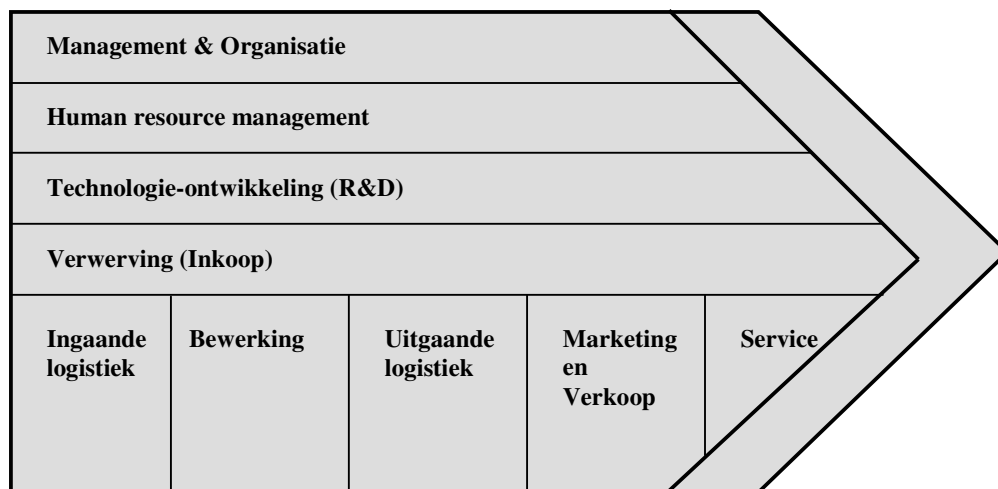 Management & Organisatie
Human resource management
Technologie-ontwikkeling (R&D)
Verwerving (Inkoop)
Ingaande
logistiek
Bewerking
Uitgaande
logistiek
Marketing
en
Verkoop
Service